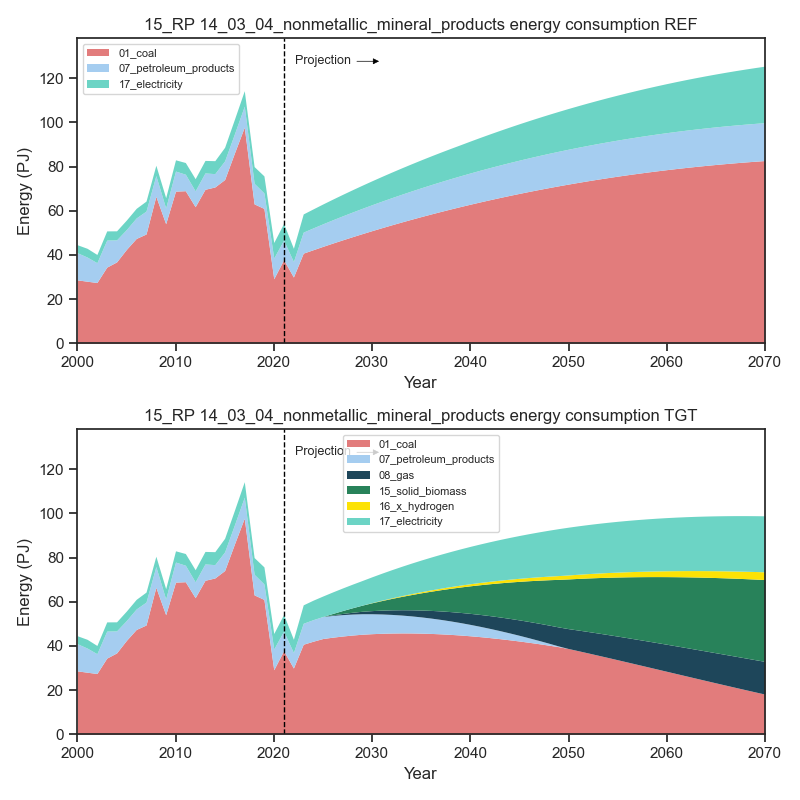 15_RP 14_03_04_nonmetallic_mineral_products energy consumption REF
01_coal
07_petroleum_products
17_electricity
Projection
Energy (PJ)
120
100
80
60
40
20
0
2000 2010 2020 2030 2040 2050 2060 2070
Year
15_RP 14_03_04_nonmetallic_mineral_products energy consumption TGT
Projection
01_coal
07_petroleum_products
08_gas
15_solid_biomass
16_x_hydrogen
17_electricity
Energy (PJ)
120
100
80
60
40
20
0
2000 2010 2020 2030 2040 2050 2060 2070
Year